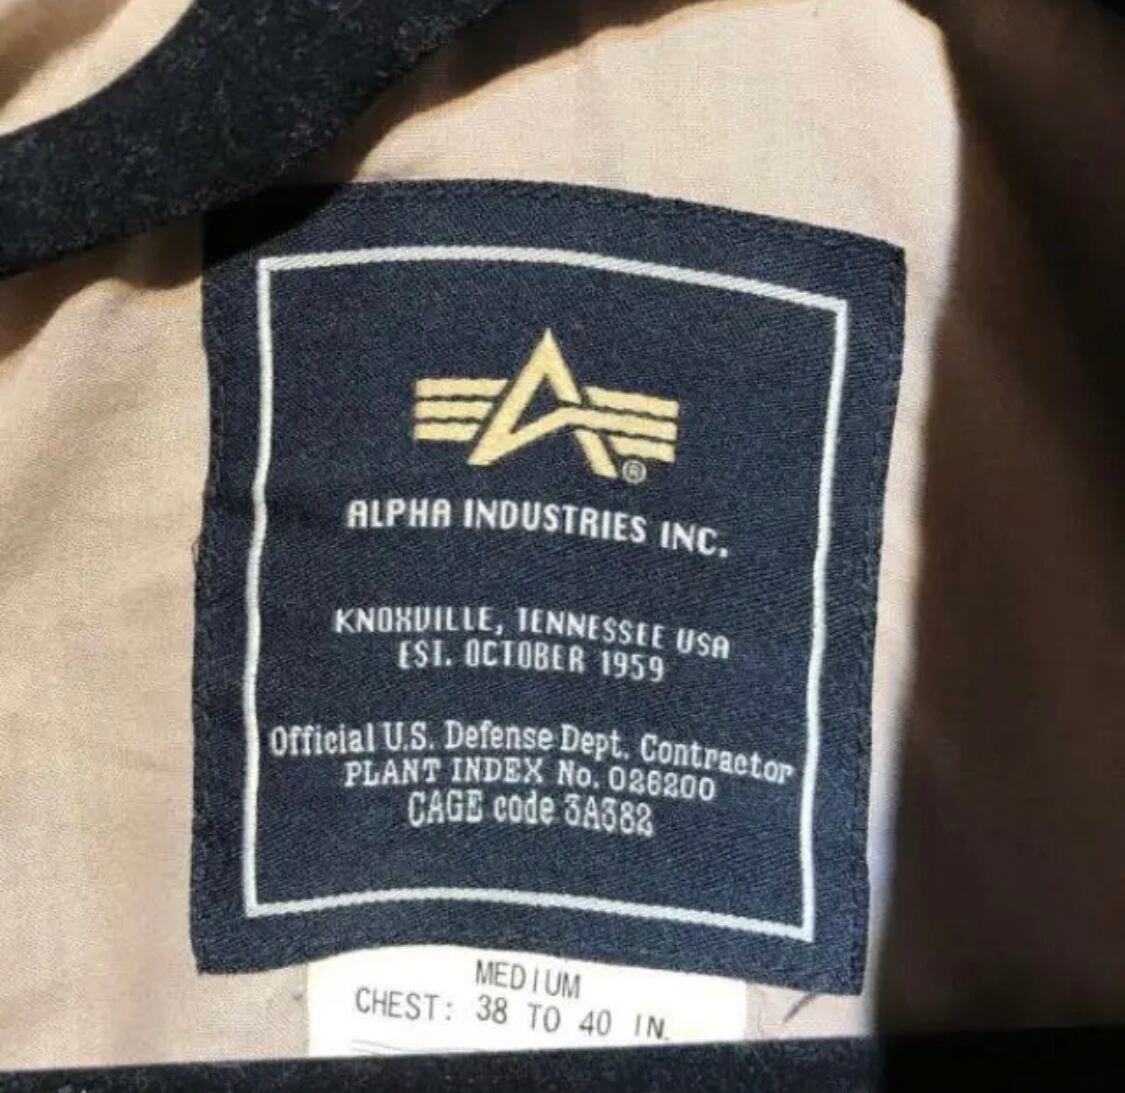 ALPHA INDUSTRIES INC.
KNOXVILLE, TENNESSEE USA
EST. OCTOBER 1959
Official U.S. Defense Dept. Contractor
PLANT INDEX No. 026200
CAGE code 3A382
MEDIUM
CHEST: 38 TO 40 IN.